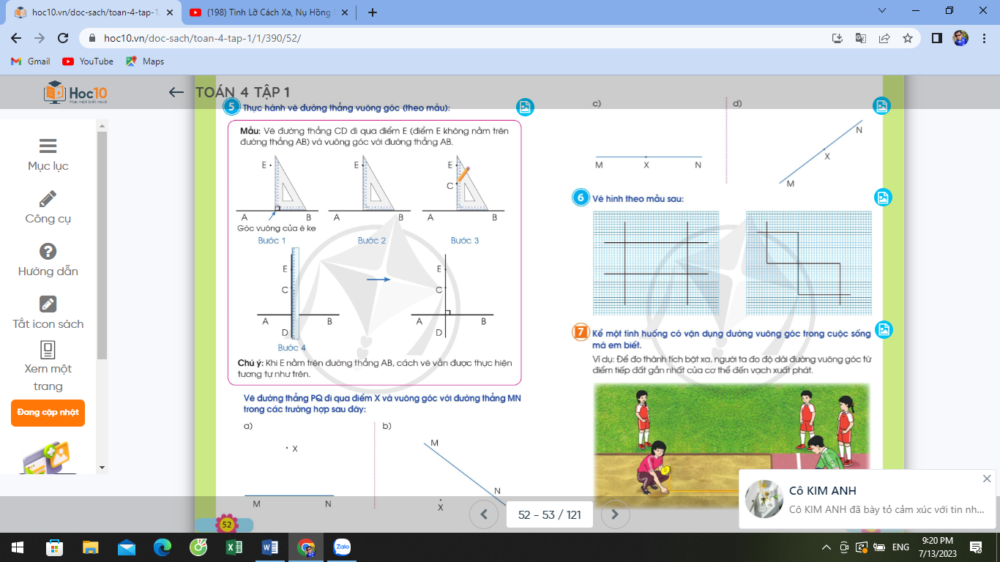 hoc10.vn/doc-sach/toan-4-tap-1
(198) Tình Lỡ Cách Xa, Nụ Hồng
hoc10.vn/doc-sach/toan-4-tap-1/1/390/52/
Gmail
YouTube
Maps
Hoc10
Học một biết mười
TOÁN 4 TẬP 1
Mục lục
Công cụ
Hướng dẫn
Tắt icon sách
Xem một
trang
Đang cập nhật
5 Thực hành vẽ đường thẳng vuông góc (theo mẫu):
Mẫu: Vẽ đường thẳng CD đi qua điểm E (điểm E không nằm trên
đường thẳng AB) và vuông góc với đường thẳng AB.
E
A B
Góc vuông của ê ke
Bước 1
E
A B
Bước 2
E
C
A B
Bước 3
E
C
A B
D
Bước 4
E
C
A B
D
Chú ý: Khi E nằm trên đường thẳng AB, cách vẽ vẫn được thực hiện
tương tự như trên.
Vẽ đường thẳng PQ đi qua điểm X và vuông góc với đường thẳng MN
trong các trường hợp sau đây:
a)
X
M N
b)
M
N
X
52
c)
M X N
d)
N
X
M
6 Vẽ hình theo mẫu sau:
7 Kể một tình huống có vận dụng đường vuông góc trong cuộc sống
mà em biết.
Ví dụ: Để đo thành tích bật xa, người ta đo độ dài đường vuông góc từ
điểm tiếp đất gần nhất của cơ thể đến vạch xuất phát.
52 - 53 / 121
Cô KIM ANH
Cô KIM ANH đã bày tỏ cảm xúc với tin nh...
Zalo
ENG
9:20 PM
7/13/2023